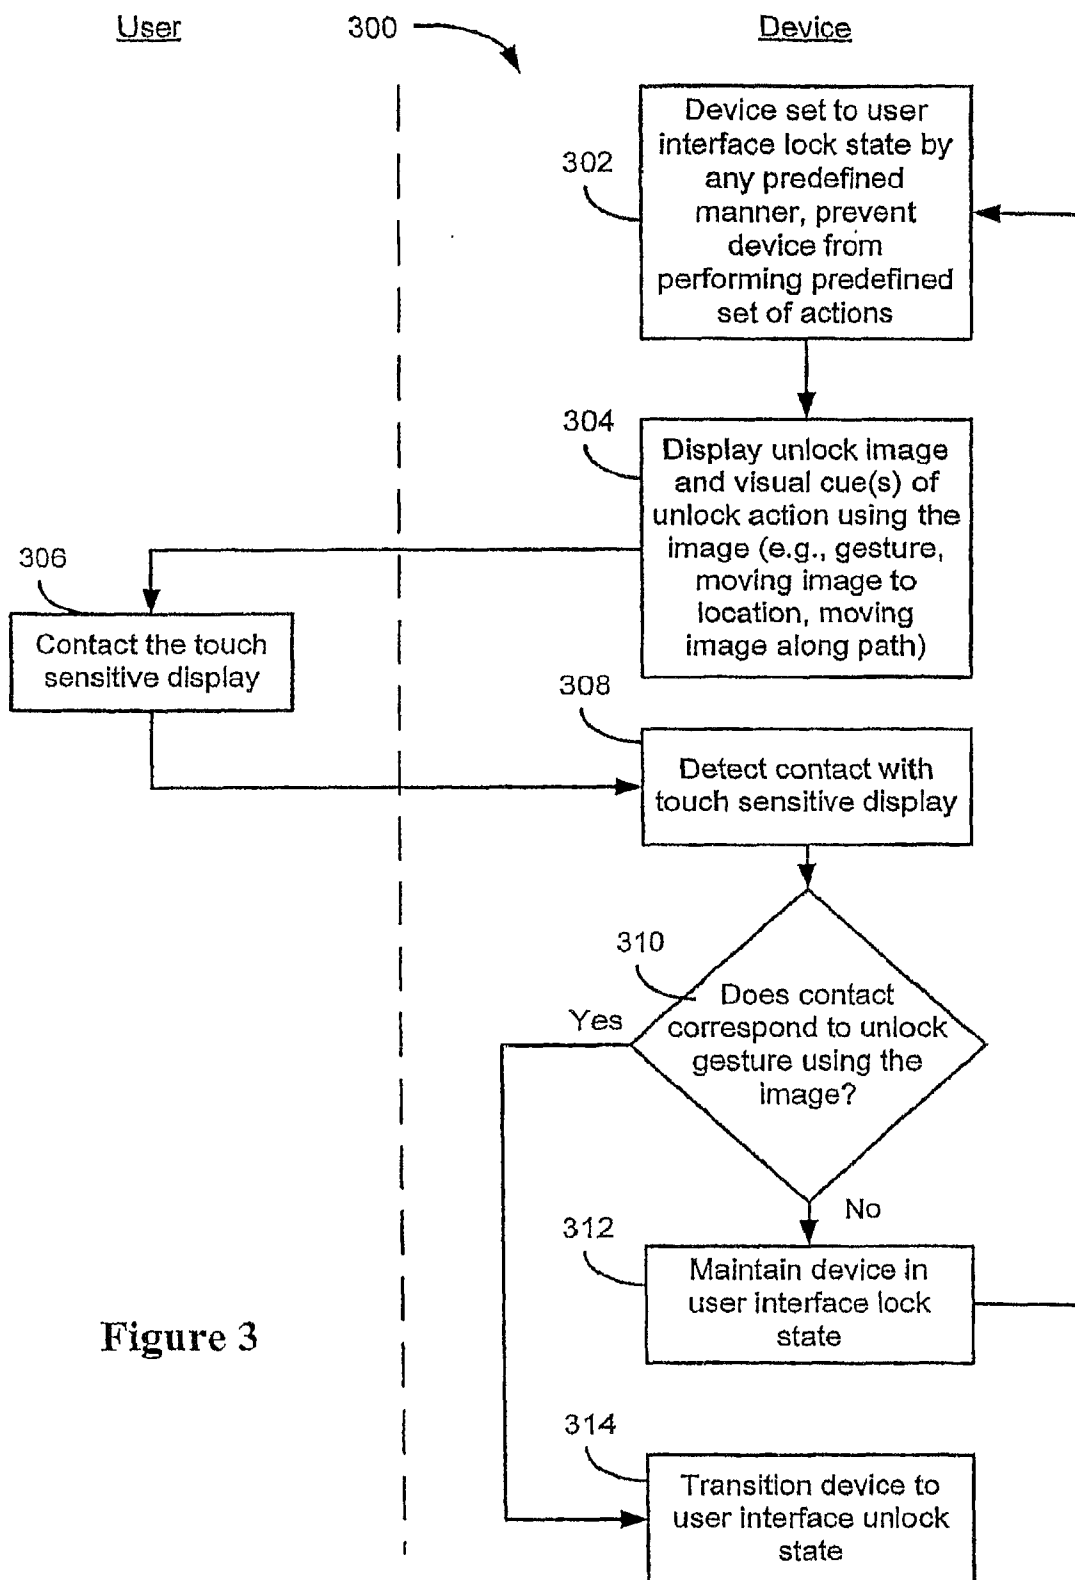 User
300
Device
302
Device set to user
interface lock state by
any predefined
manner, prevent
device from
performing predefined
set of actions
304
Display unlock image
and visual cue(s) of
unlock action using the
image (e.g., gesture,
moving image to
location, moving
image along path)
306
Contact the touch
sensitive display
308
Detect contact with
touch sensitive display
310
Does contact
correspond to unlock
gesture using the
image?
Yes
No
312
Maintain device in
user interface lock
state
Figure 3
314
Transition device to
user interface unlock
state